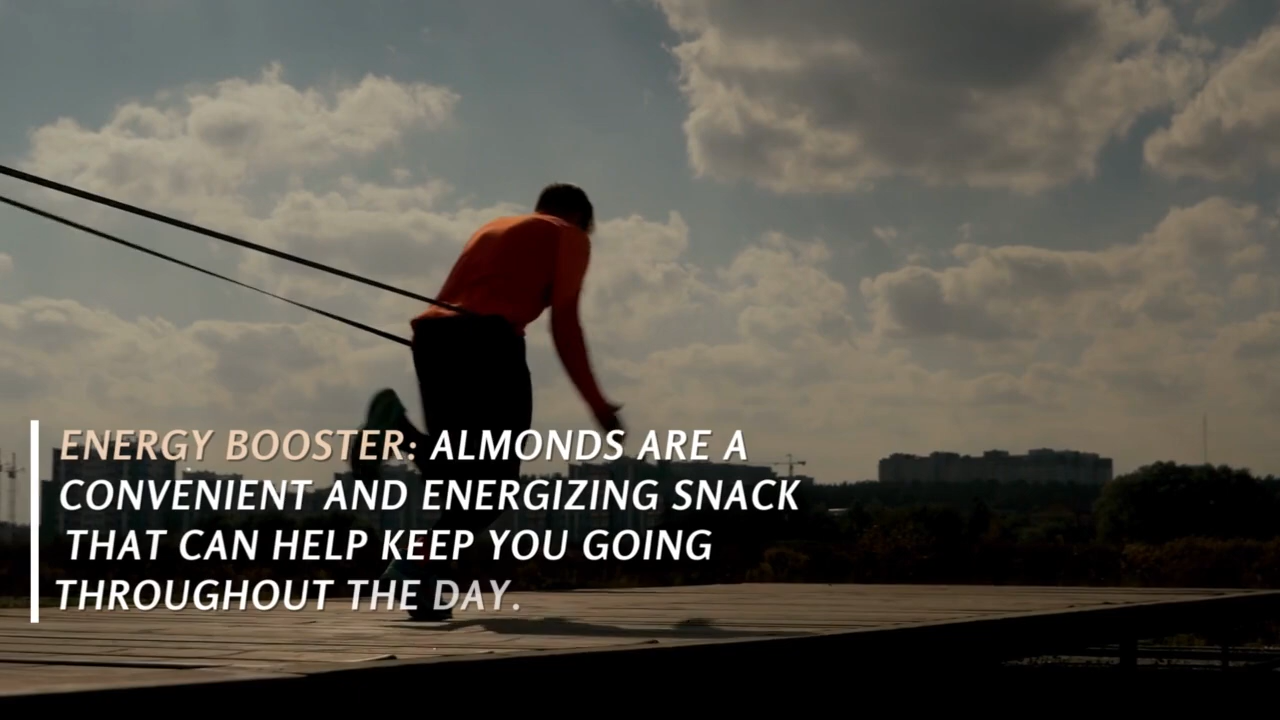 ENERGY BOOSTER: ALMONDS ARE A
CONVENIENT AND ENERGIZING SNACK
THAT CAN HELP KEEP YOU GOING
THROUGHOUT THE DAY.